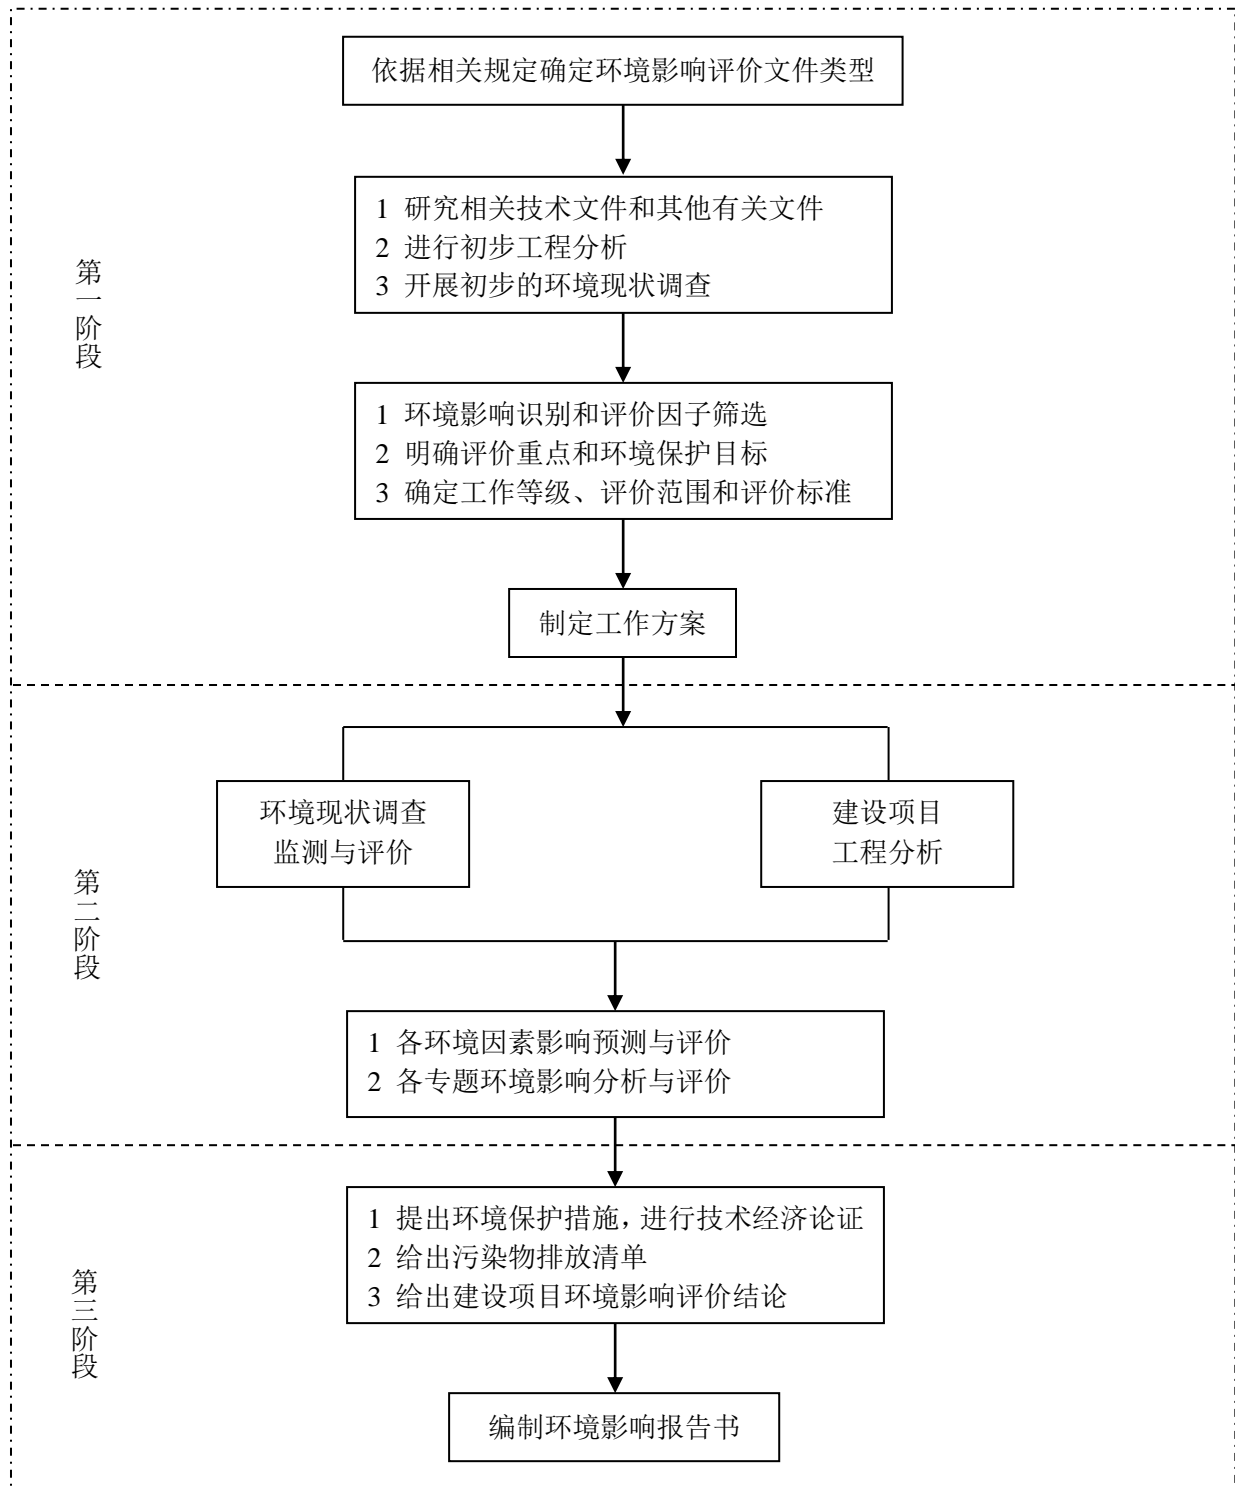 依据相关规定确定环境影响评价文件类型
1 研究相关技术文件和其他有关文件
2 进行初步工程分析
3 开展初步的环境现状调查
第一阶段
1 环境影响识别和评价因子筛选
2 明确评价重点和环境保护目标
3 确定工作等级、评价范围和评价标准
制定工作方案
环境现状调查
监测与评价
建设项目
工程分析
第二阶段
1 各环境因素影响预测与评价
2 各专题环境影响分析与评价
1 提出环境保护措施,进行技术经济论证
2 给出污染物排放清单
3 给出建设项目环境影响评价结论
第三阶段
编制环境影响报告书